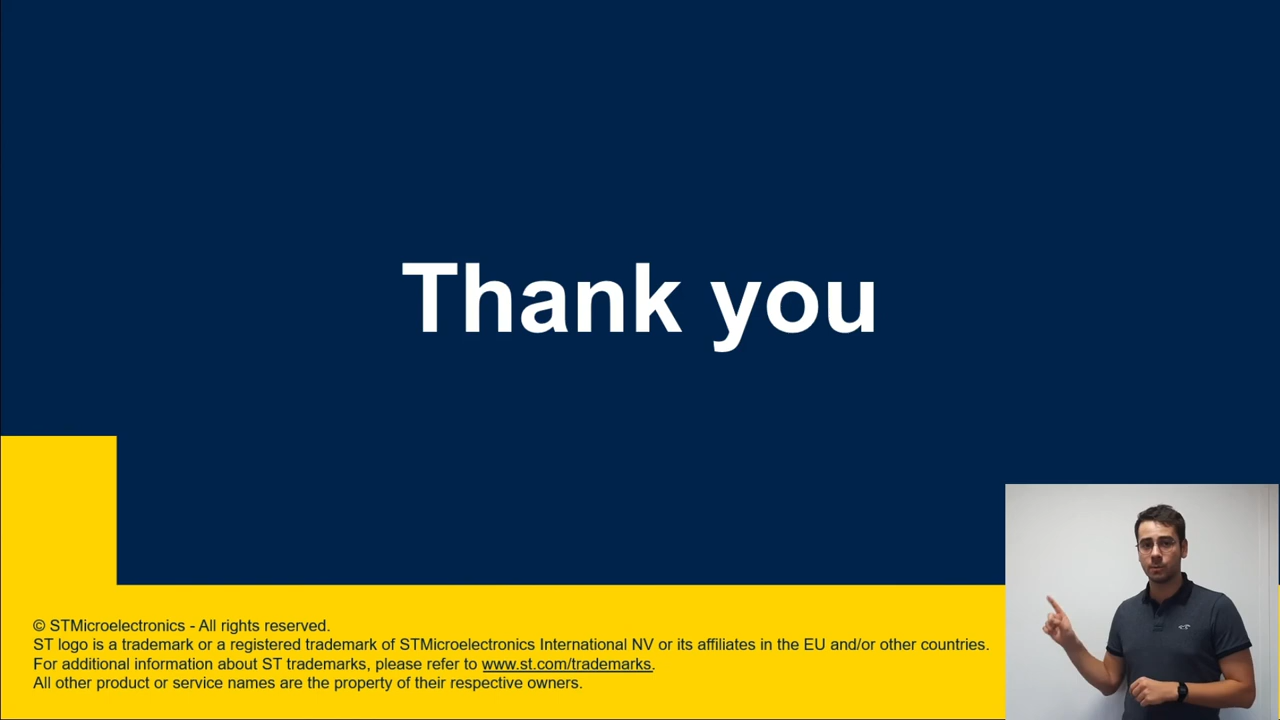 Thank you
© STMicroelectronics - All rights reserved.
ST logo is a trademark or a registered trademark of STMicroelectronics International NV or its affiliates in the EU and/or other countries.
For additional information about ST trademarks, please refer to www.st.com/trademarks.
All other product or service names are the property of their respective owners.